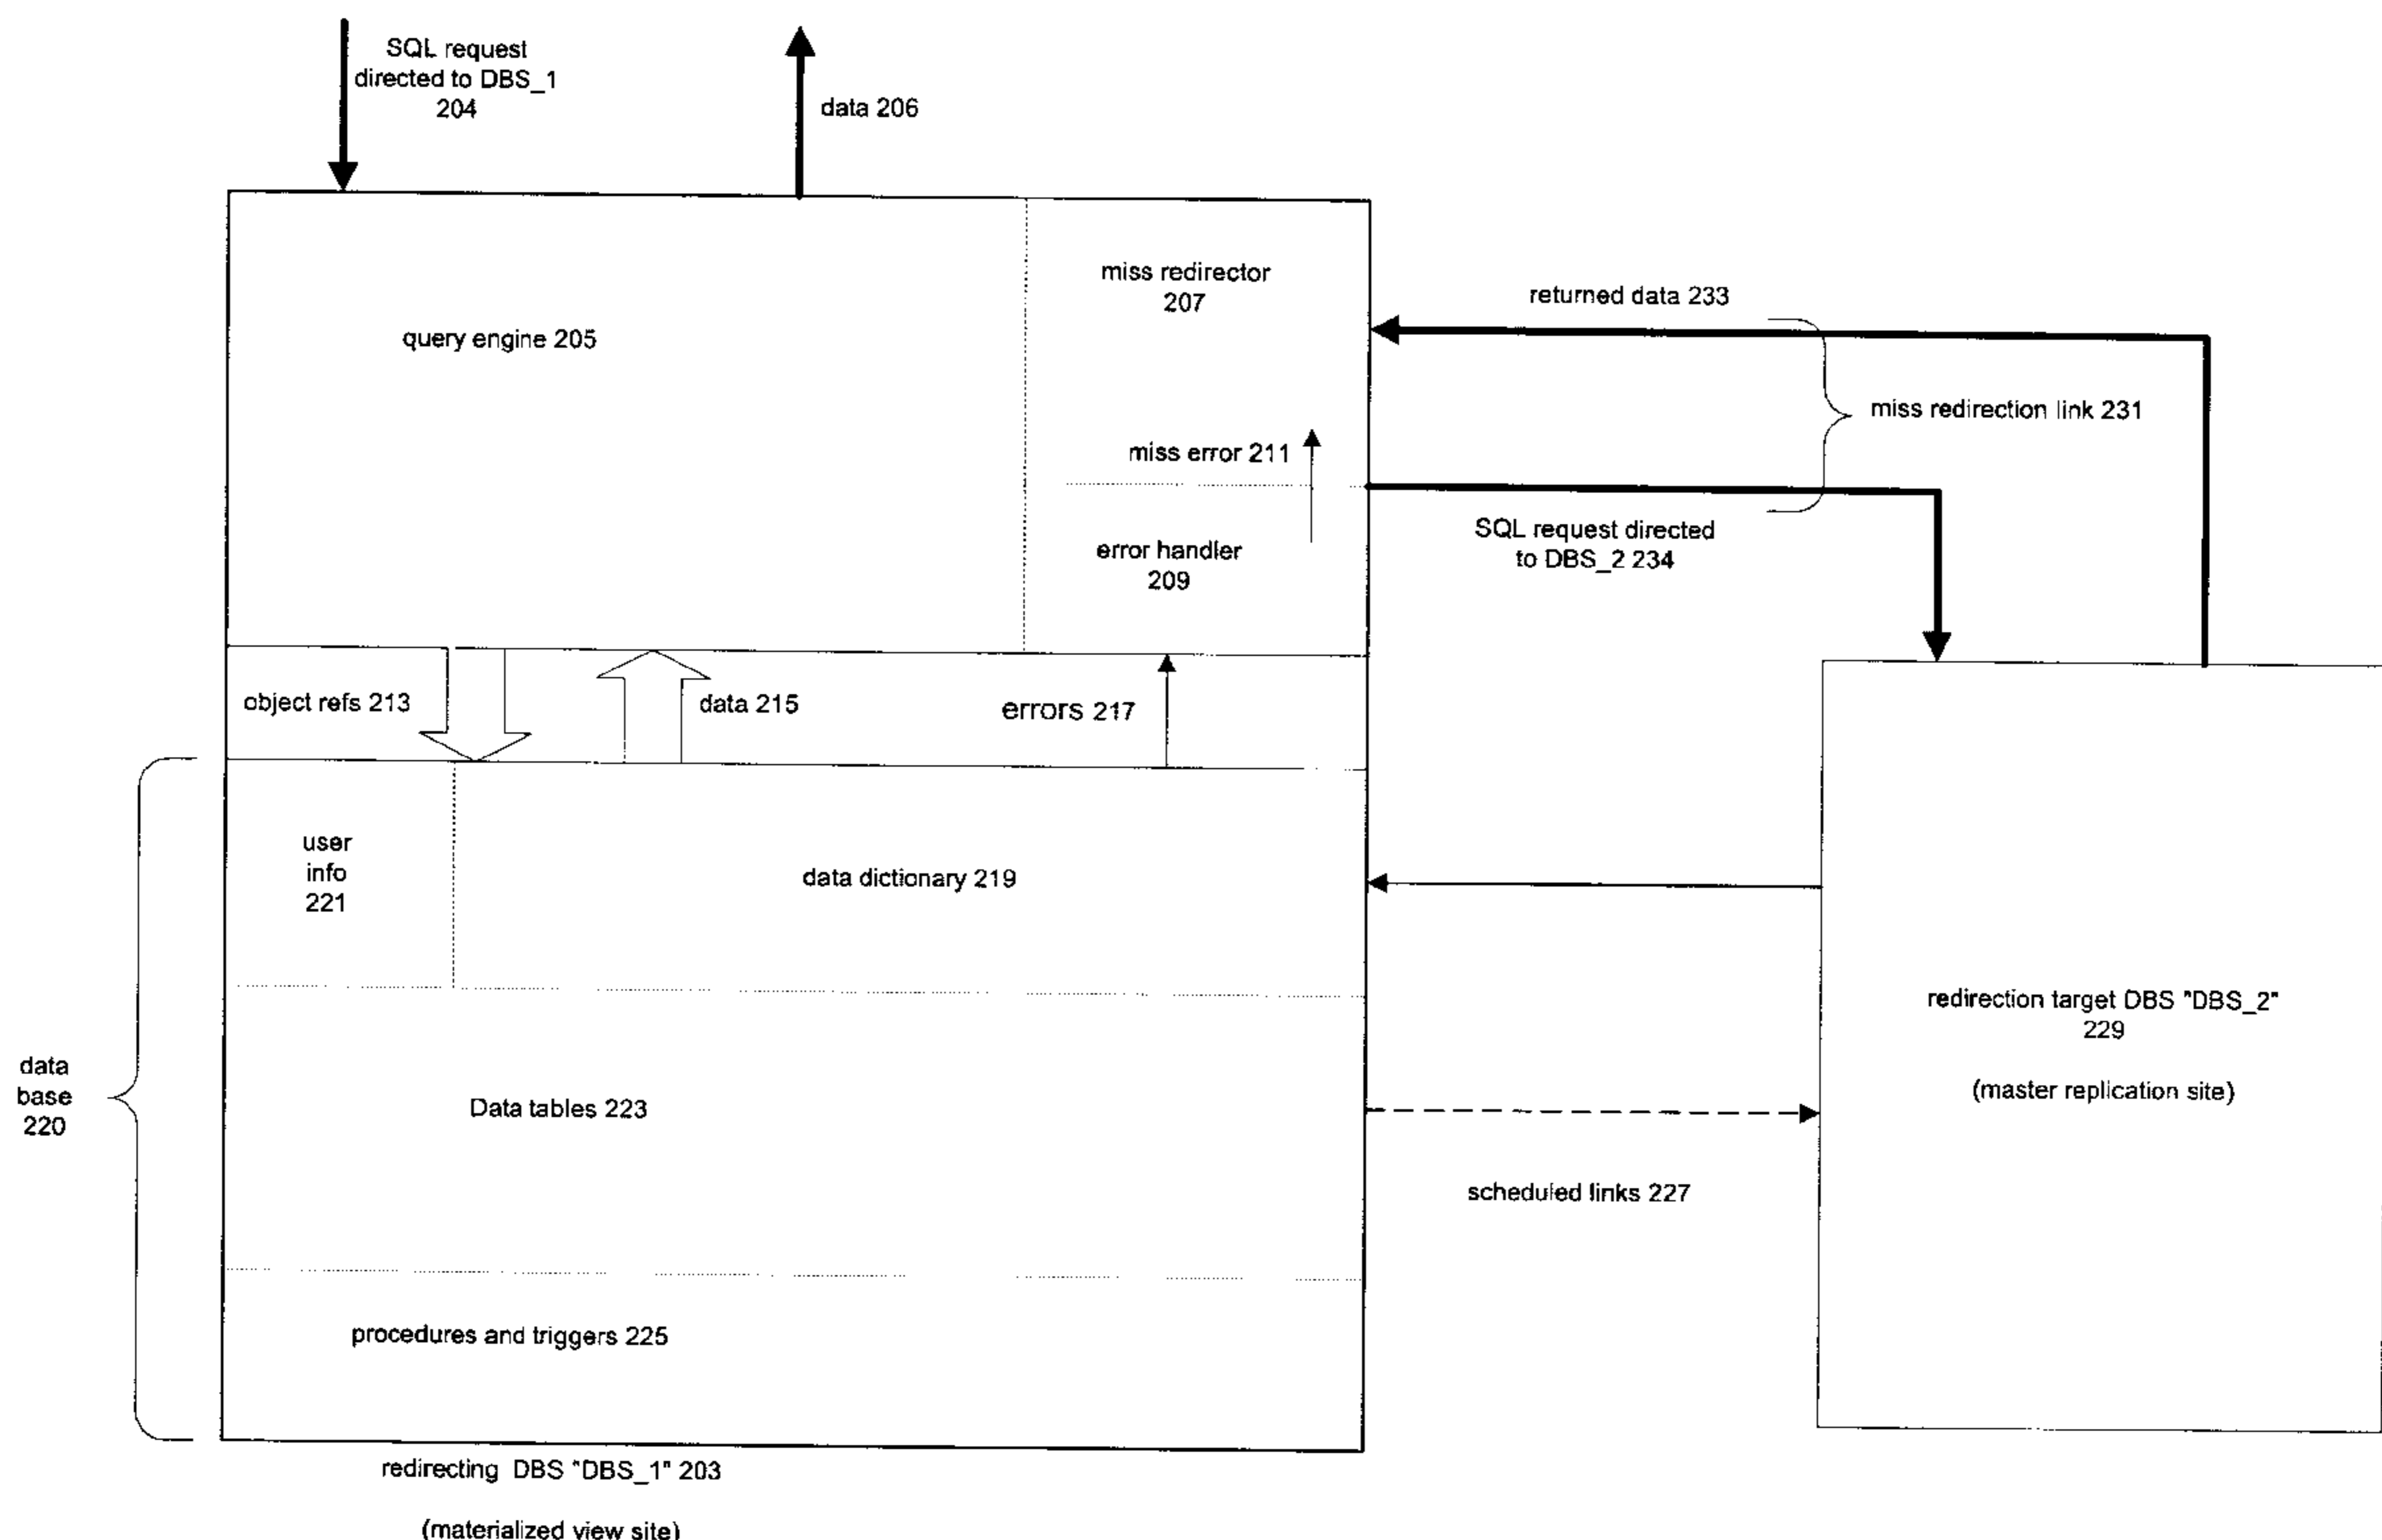 SQL request
directed to DBS_1
204
data 206
miss redirector
207
returned data 233
query engine 205
miss redirection link 231
miss error 211
SQL request directed
to DBS_2 234
error handler
209
object refs 213
data 215
errors 217
user
info
221
data dictionary 219
redirection target DBS "DBS_2"
229
(master replication site)
data
base
220
Data tables 223
scheduled links 227
procedures and triggers 225
redirecting DBS "DBS_1" 203
(materialized view site)